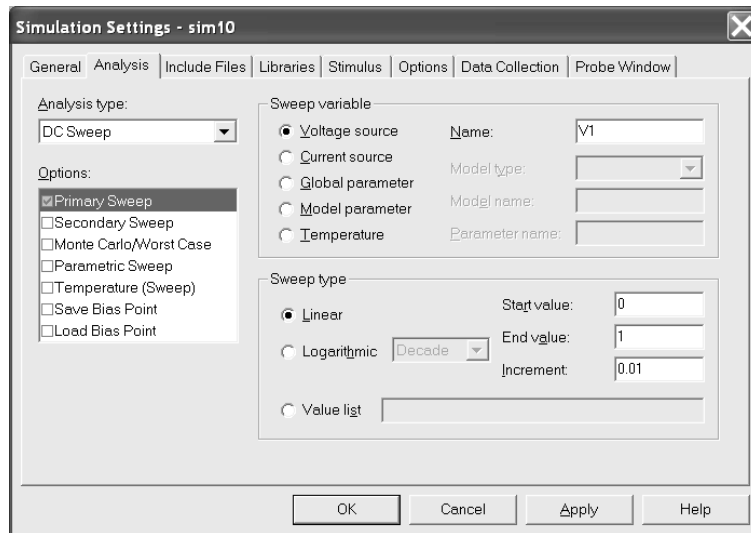 Simulation Settings - sim10
General Analysis Include Files Libraries Stimulus Options Data Collection Probe Window
Analysis type:
DC Sweep
Options:
Primary Sweep
Secondary Sweep
Monte Carlo/Worst Case
Parametric Sweep
Temperature (Sweep)
Save Bias Point
Load Bias Point
Sweep variable
Voltage source
Current source
Global parameter
Model parameter
Temperature
Name: V1
Model type:
Model name:
Parameter name:
Sweep type
Linear
Logarithmic Decade
Value list
Start value: 0
End value: 1
Increment: 0.01
OK Cancel Apply Help